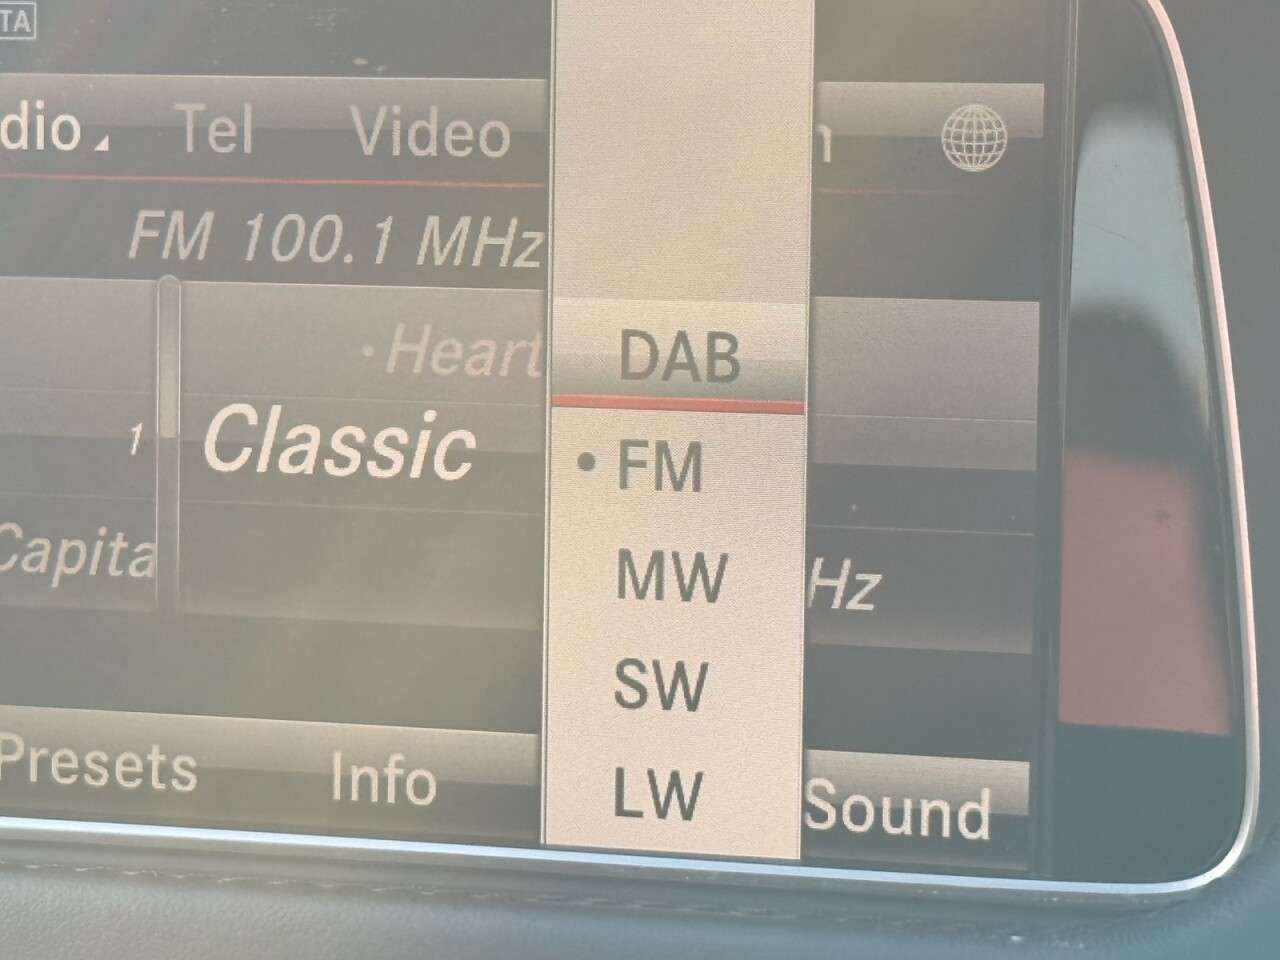 TA
dio Tel Video n
FM 100.1 MHz
DAB
• Heart
• FM
1 Classic
MW
Capita Hz
SW
Presets Info LW Sound